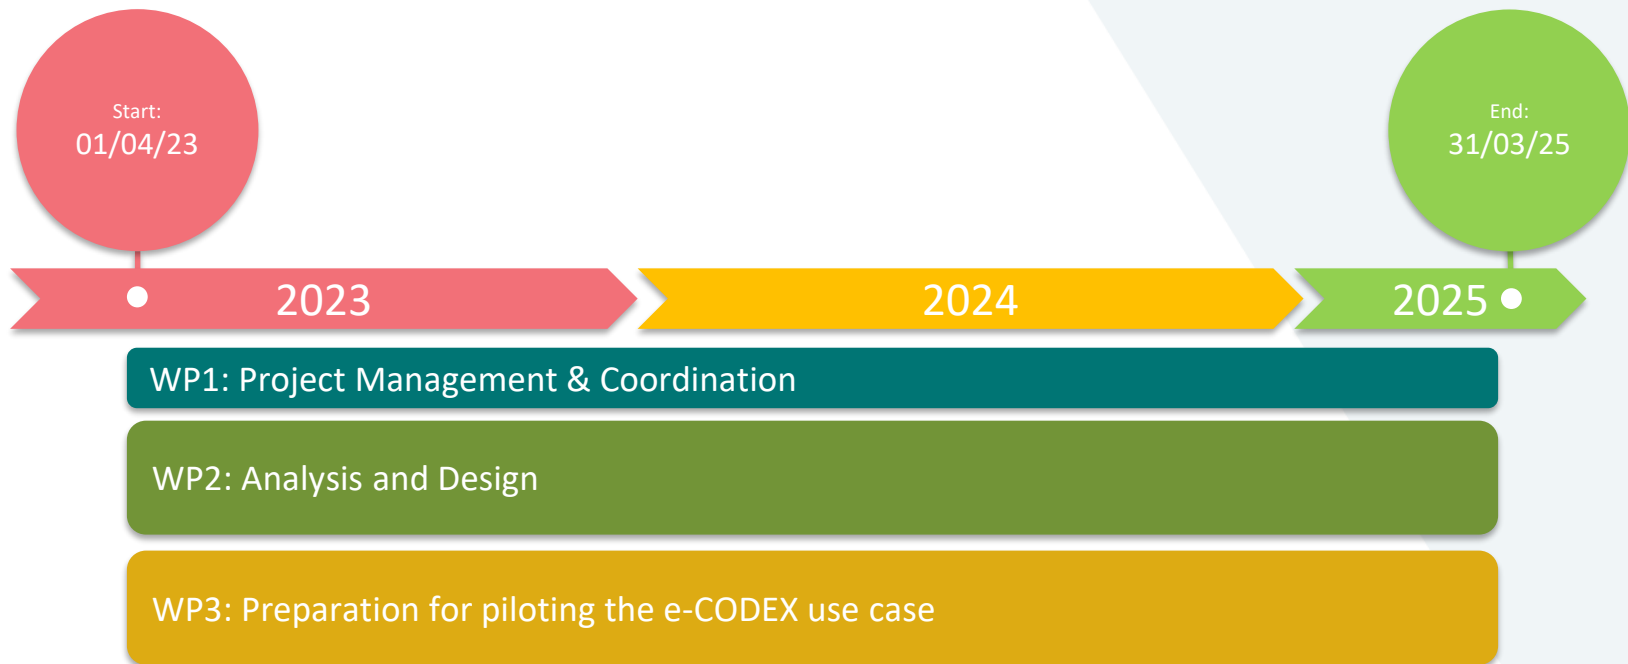 Start:
01/04/23
End:
31/03/25
2023
2024
2025
WP1: Project Management & Coordination
WP2: Analysis and Design
WP3: Preparation for piloting the e-CODEX use case